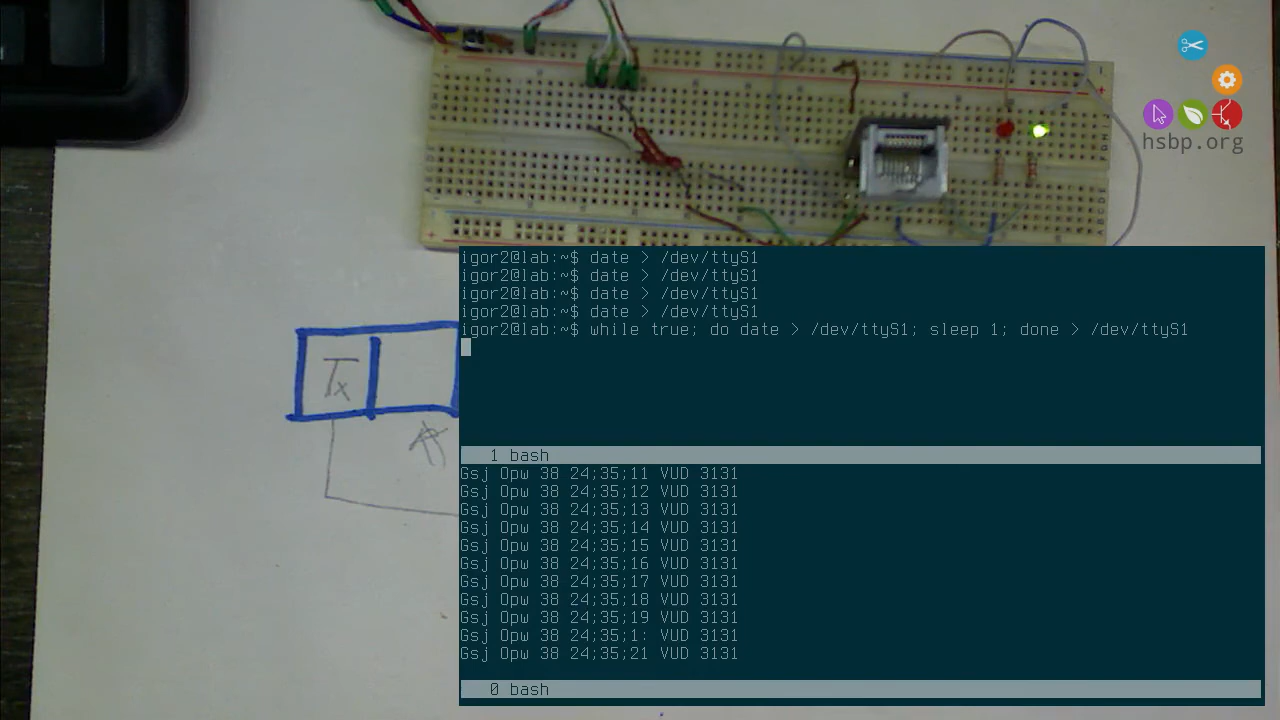 hsbp.org
igor2@lab:~$ date > /dev/ttyS1
igor2@lab:~$ date > /dev/ttyS1
igor2@lab:~$ date > /dev/ttyS1
igor2@lab:~$ date > /dev/ttyS1
igor2@lab:~$ while true; do date > /dev/ttyS1; sleep 1; done > /dev/ttyS1
1 bash
Gsj Opw 38 24;35;11 VUD 3131
Gsj Opw 38 24;35;12 VUD 3131
Gsj Opw 38 24;35;13 VUD 3131
Gsj Opw 38 24;35;14 VUD 3131
Gsj Opw 38 24;35;15 VUD 3131
Gsj Opw 38 24;35;16 VUD 3131
Gsj Opw 38 24;35;17 VUD 3131
Gsj Opw 38 24;35;18 VUD 3131
Gsj Opw 38 24;35;19 VUD 3131
Gsj Opw 38 24;35;1: VUD 3131
Gsj Opw 38 24;35;21 VUD 3131
0 bash
Tx